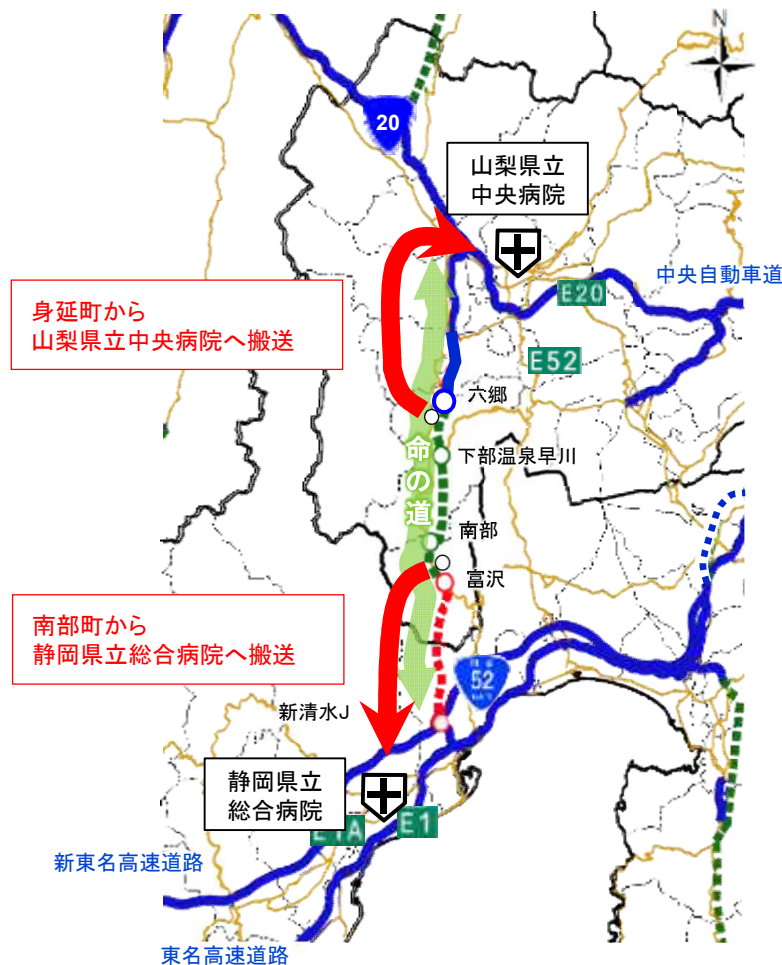 N
20
山梨県立
中央病院
中央自動車道
E20
身延町から
山梨県立中央病院へ搬送
E52
六郷
命の道
下部温泉早川
南部
富沢
南部町から
静岡県立総合病院へ搬送
52
新清水J
静岡県立
総合病院
E1A
E1
新東名高速道路
東名高速道路